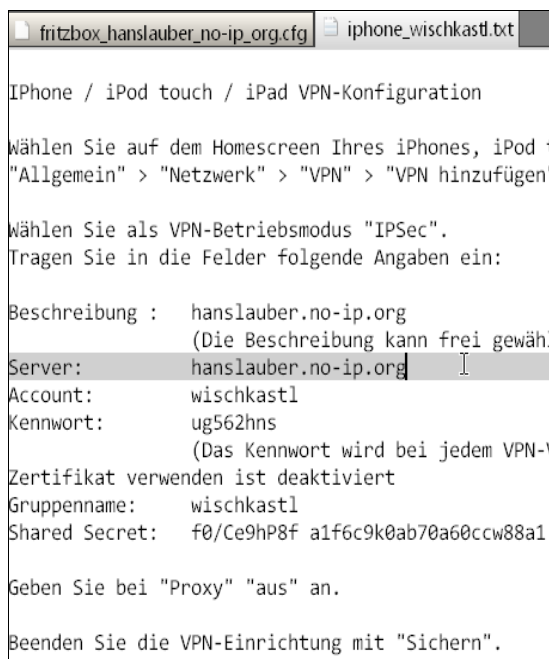 fritzbox_hanslauber_no-ip_org.cfg
iphone_wischkastl.txt
IPhone / iPod touch / iPad VPN-Konfiguration
Wählen Sie auf dem Homescreen Ihres iPhones, iPod
"Allgemein" > "Netzwerk" > "VPN" > "VPN hinzufügen"
Wählen Sie als VPN-Betriebsmodus "IPSec".
Tragen Sie in die Felder folgende Angaben ein:
Beschreibung : hanslauber.no-ip.org
(Die Beschreibung kann frei gewähl
Server: hanslauber.no-ip.org
Account: wischkastl
Kennwort: ug562hns
(Das Kennwort wird bei jedem VPN-
Zertifikat verwenden ist deaktiviert
Gruppenname: wischkastl
Shared Secret: f0/Ce9hP8f a1f6c9k0ab70a60ccw88a1
Geben Sie bei "Proxy" "aus" an.
Beenden Sie die VPN-Einrichtung mit "Sichern".